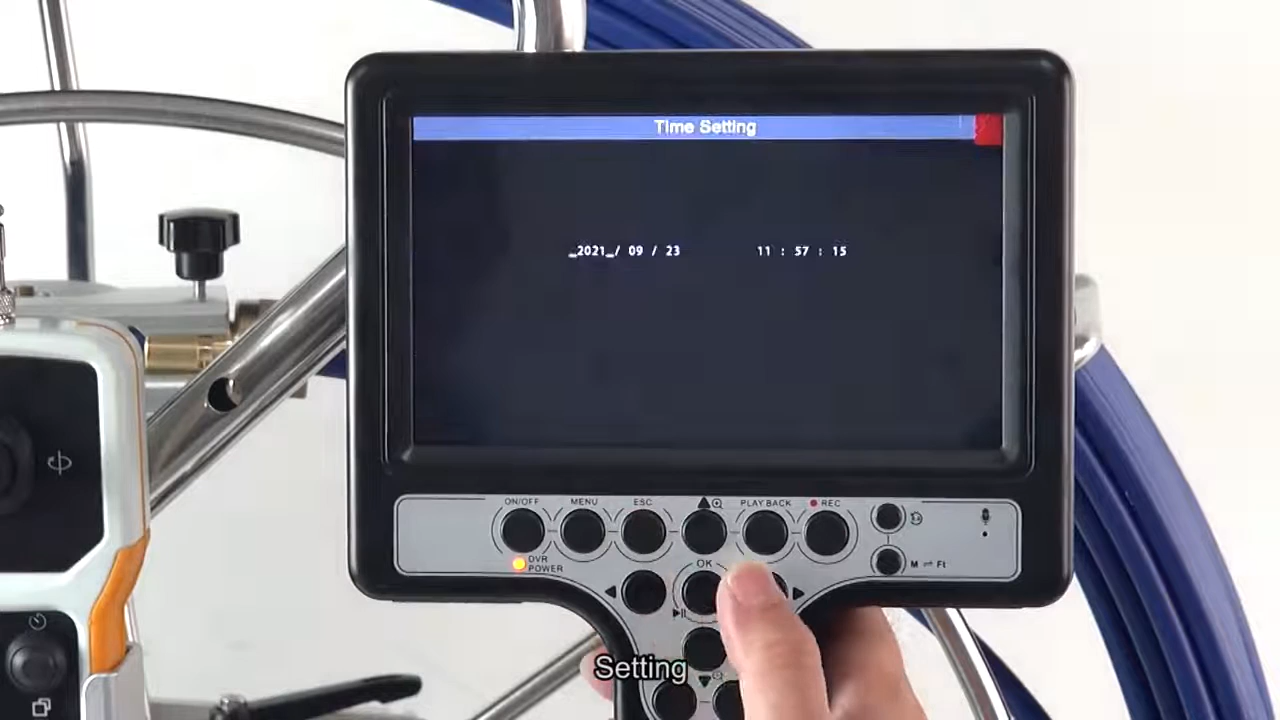 Time Setting
_2021_/ 09 / 23 11 : 57 : 15
ON/OFF MENU ESC PLAY BACK REC
DVR
POWER
OK
M ⇌ Ft
Setting